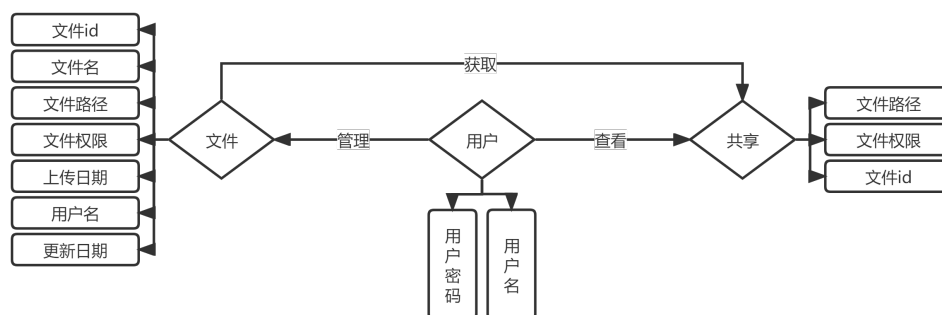 文件id
文件名
文件路径
文件权限
上传日期
用户名
更新日期
文件
获取
管理
用户
查看
共享
文件路径
文件权限
文件id
用户密码
用户名